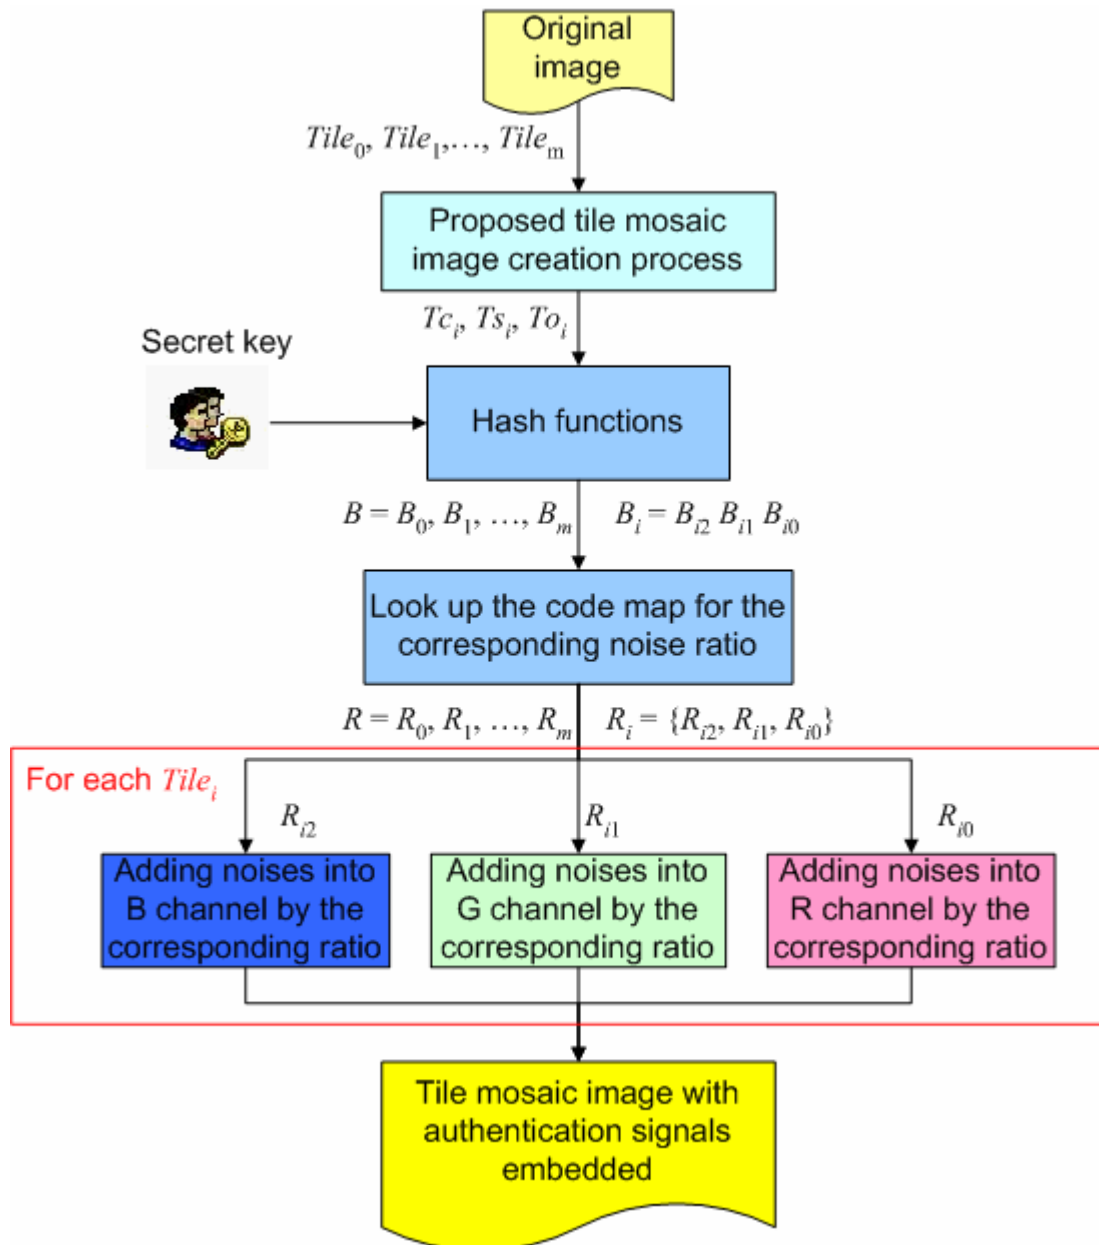 Original
image
Tile₀, Tile₁,…, Tileₘ
Proposed tile mosaic
image creation process
Tcᵢ, Tsᵢ, Toᵢ
Secret key
Hash functions
B = B₀, B₁, …, Bₘ Bᵢ = Bᵢ₂ Bᵢ₁ Bᵢ₀
Look up the code map for the
corresponding noise ratio
R = R₀, R₁, …, Rₘ Rᵢ = {Rᵢ₂, Rᵢ₁, Rᵢ₀}
For each Tileᵢ
Rᵢ₂ Rᵢ₁ Rᵢ₀
Adding noises into
B channel by the
corresponding ratio
Adding noises into
G channel by the
corresponding ratio
Adding noises into
R channel by the
corresponding ratio
Tile mosaic image with
authentication signals
embedded